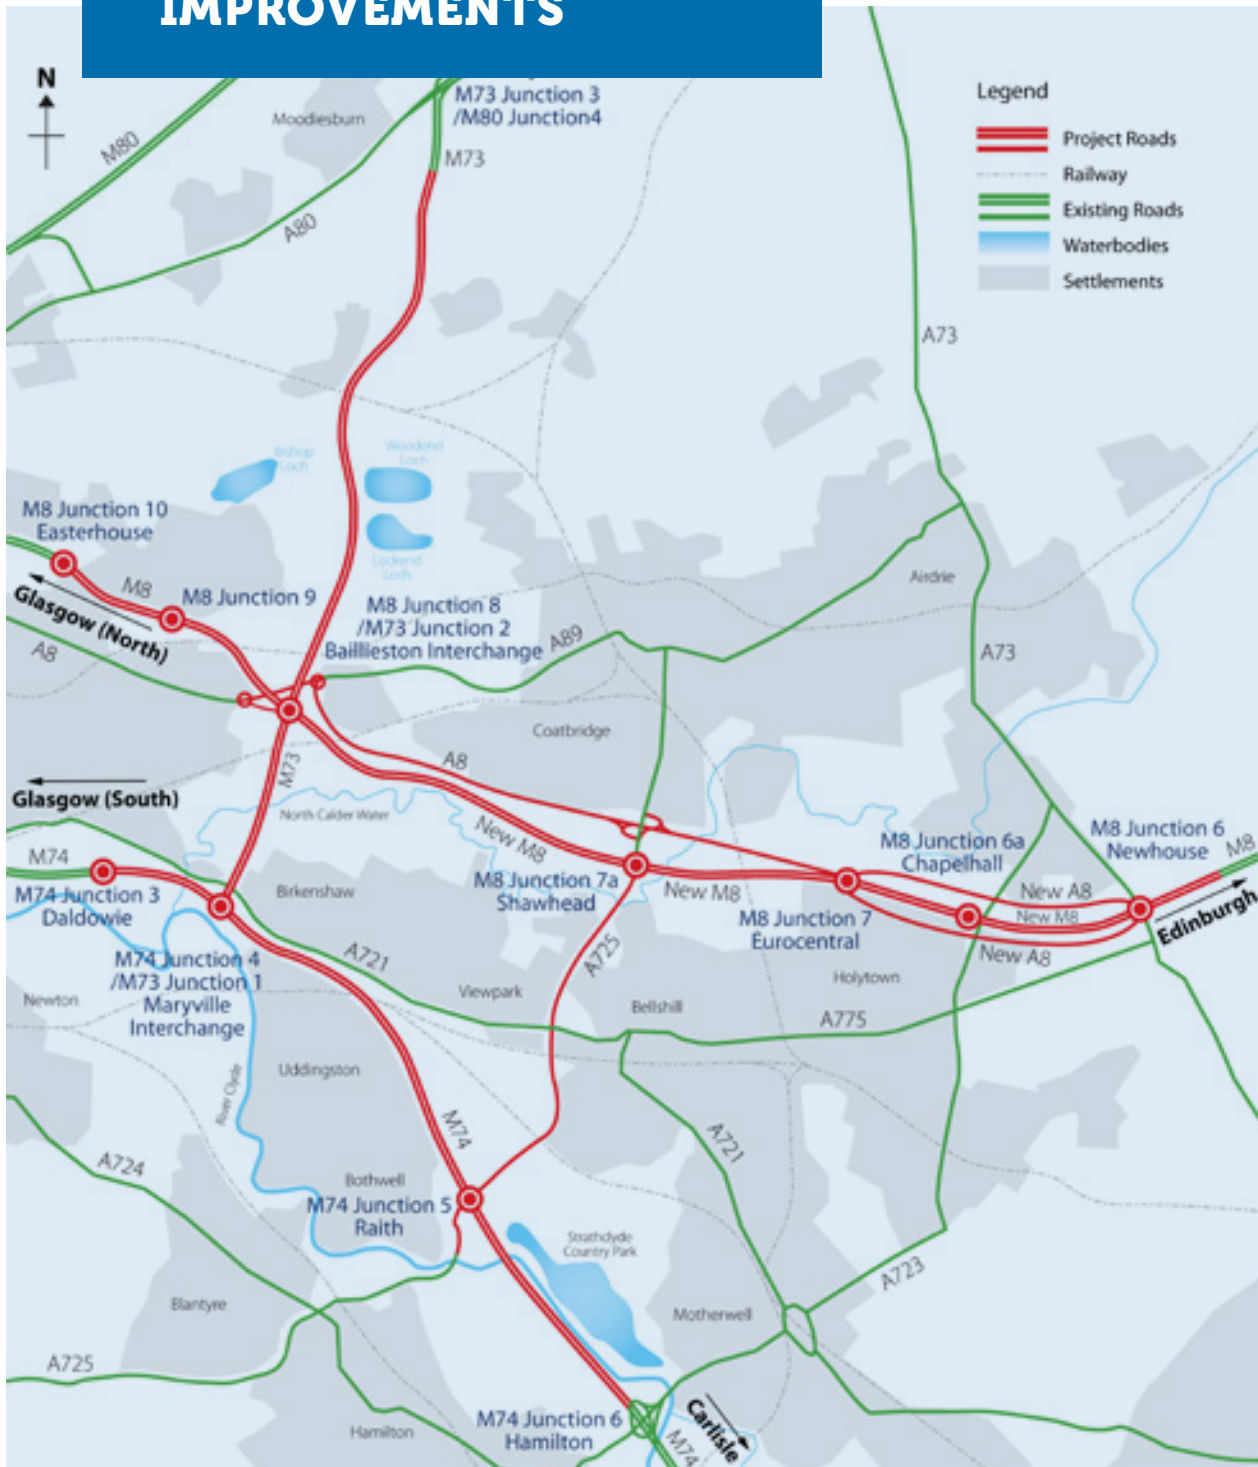 IMPROVEMENTS
N
M73 Junction 3
/M80 Junction4
Legend
Project Roads
Railway
Existing Roads
Waterbodies
Settlements
Moodiesburn
M80
M73
A80
A73
Bishop
Loch
Woodend
Loch
Lochend
Loch
M8 Junction 10
Easterhouse
M8
M8 Junction 9
Glasgow (North)
M8 Junction 8
/M73 Junction 2
Baillieston Interchange
A89
Airdrie
A8
A73
Coatbridge
M73
A8
Glasgow (South)
North Calder Water
New M8
M8 Junction 6a
Chapelhall
M8 Junction 6
Newhouse
M8
M74
M74 Junction 3
Daldowie
Birkenshaw
M8 Junction 7a
Shawhead
New M8
M8 Junction 7
Eurocentral
New A8
New M8
New A8
Edinburgh
M74 Junction 4
/M73 Junction 1
Maryville
Interchange
A721
A725
Newton
Viewpark
Bellshill
Holytown
A775
Uddingston
River Clyde
M74
A721
A724
Bothwell
M74 Junction 5
Raith
Strathclyde
Country Park
A723
Blantyre
Motherwell
A725
Hamilton
M74 Junction 6
Hamilton
Carlisle
M74